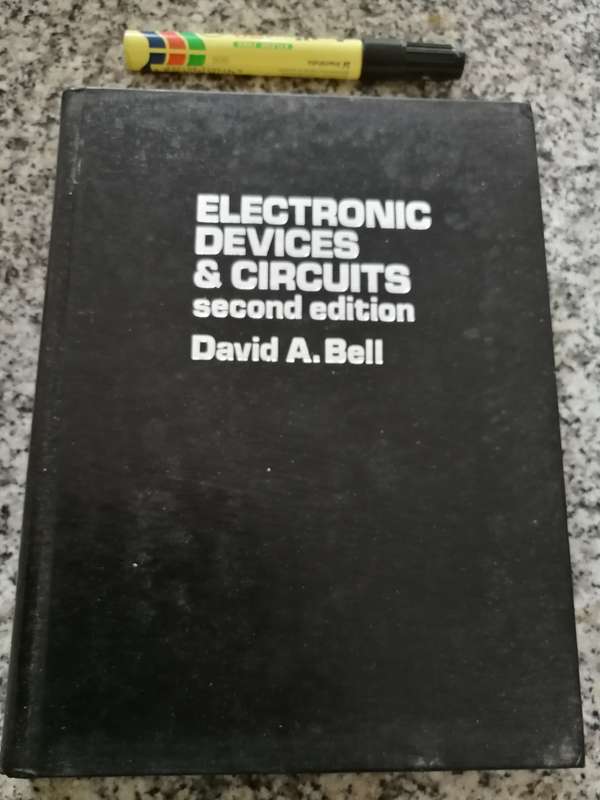 ELECTRONIC
DEVICES
& CIRCUITS
second edition
David A. Bell